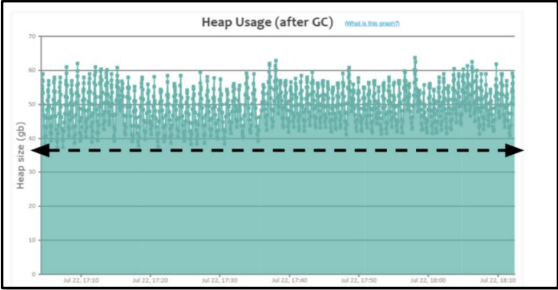 Heap Usage (after GC) (What is this graph?)
70
60
50
40
30
20
10
0
Heap size (gb)
Jul 22, 17:10 Jul 22, 17:20 Jul 22, 17:30 Jul 22, 17:40 Jul 22, 17:50 Jul 22, 18:00 Jul 22, 18:10